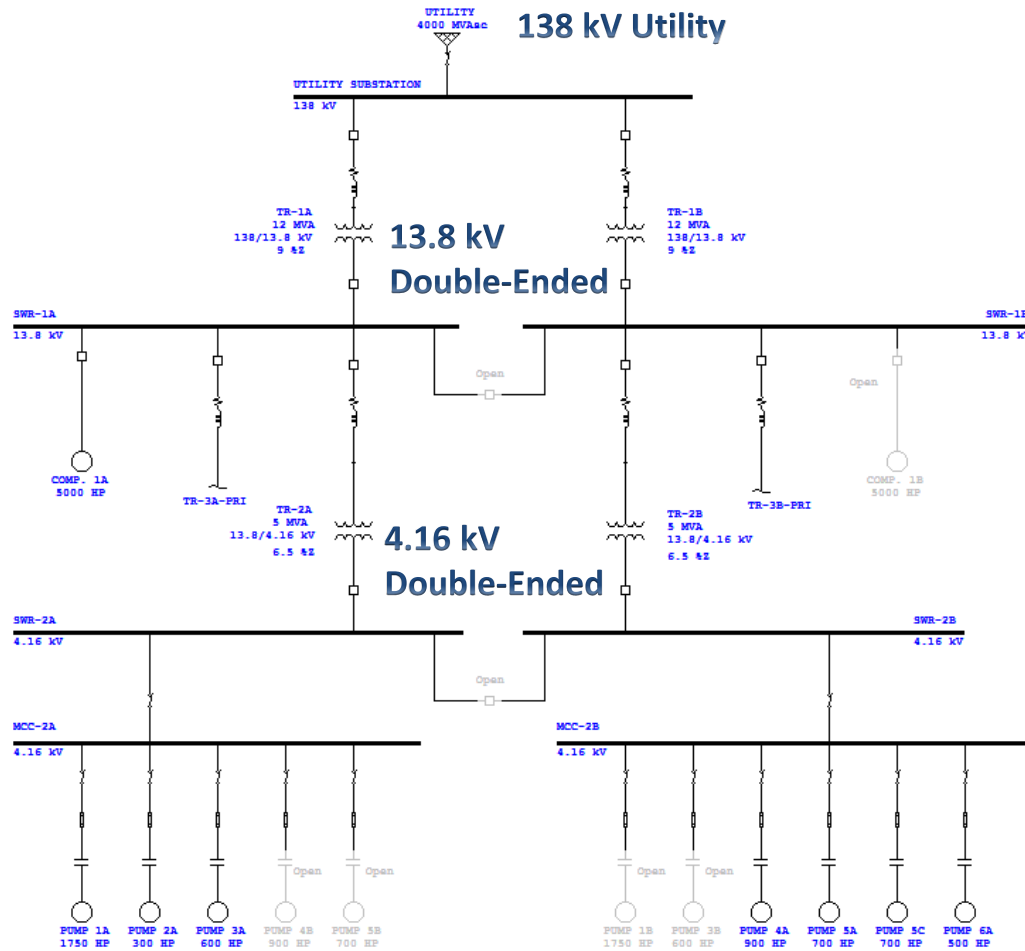 UTILITY
4000 MVAsc
138 kV Utility
UTILITY SUBSTATION
138 kV
TR-1A
12 MVA
138/13.8 kV
9 %Z
13.8 kV
Double-Ended
TR-1B
12 MVA
138/13.8 kV
9 %Z
SWR-1A
13.8 kV
SWR-1B
13.8 kV
Open
Open
COMP. 1A
5000 HP
TR-3A-PRI
TR-3B-PRI
COMP. 1B
5000 HP
TR-2A
5 MVA
13.8/4.16 kV
6.5 %Z
4.16 kV
Double-Ended
TR-2B
5 MVA
13.8/4.16 kV
6.5 %Z
SWR-2A
4.16 kV
SWR-2B
4.16 kV
Open
MCC-2A
4.16 kV
MCC-2B
4.16 kV
Open
Open
Open
Open
PUMP 1A
1750 HP
PUMP 2A
300 HP
PUMP 3A
600 HP
PUMP 4B
900 HP
PUMP 5B
700 HP
PUMP 1B
1750 HP
PUMP 3B
600 HP
PUMP 4A
900 HP
PUMP 5A
700 HP
PUMP 5C
700 HP
PUMP 6A
500 HP